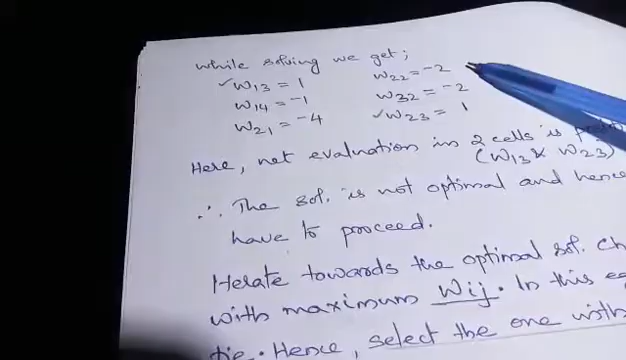 while solving we get;
✓W13 = 1 W22 = -2
W14 = -1 W32 = -2
W21 = -4 ✓W23 = 1
Here, net evaluation in 2 cells is
(W13 & W23)
∴ The sol. is not optimal and hence
have to proceed.
Iterate towards the optimal sol.
with maximum Wij. In this
tie. Hence, select the one with